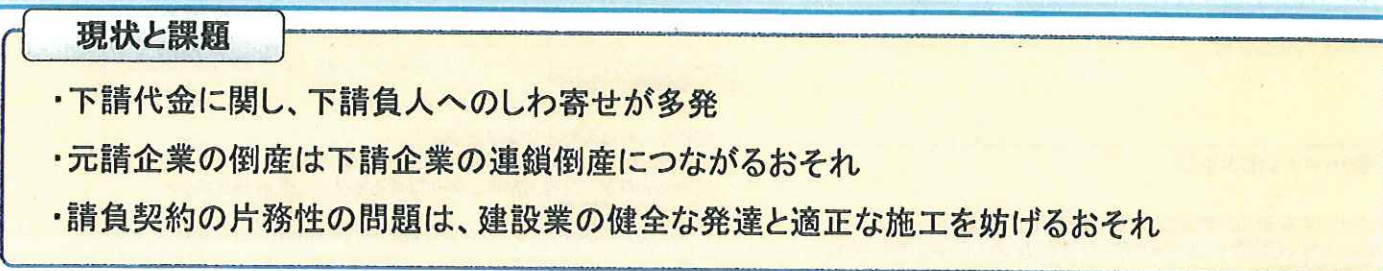 現状と課題
・下請代金に関し、下請負人へのしわ寄せが多発
・元請企業の倒産は下請企業の連鎖倒産につながるおそれ
・請負契約の片務性の問題は、建設業の健全な発達と適正な施工を妨げるおそれ